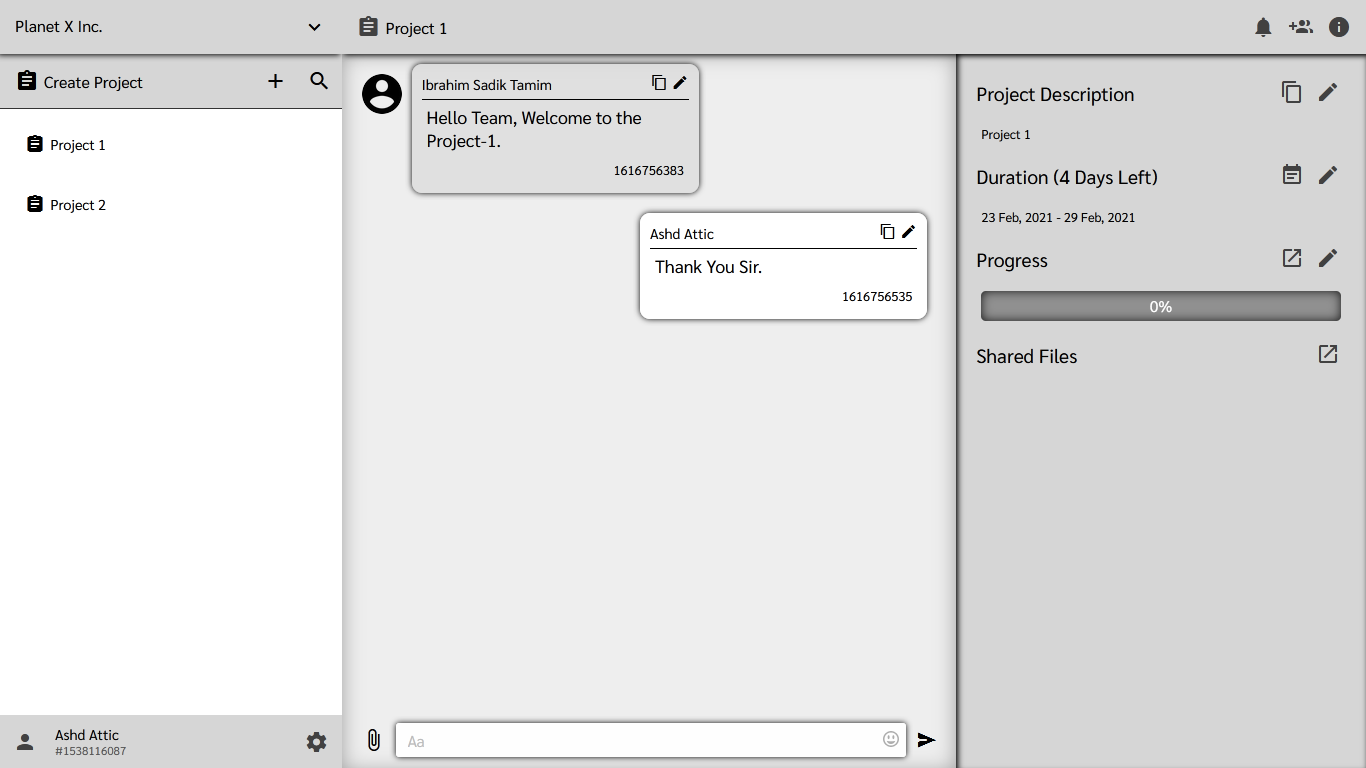 Planet X Inc.
Project 1
Create Project
Project 1
Project 2
Ashd Attic
#1538116087
Ibrahim Sadik Tamim
Hello Team, Welcome to the
Project-1.
1616756383
Ashd Attic
Thank You Sir.
1616756535
Aa
Project Description
Project 1
Duration (4 Days Left)
23 Feb, 2021 - 29 Feb, 2021
Progress
0%
Shared Files